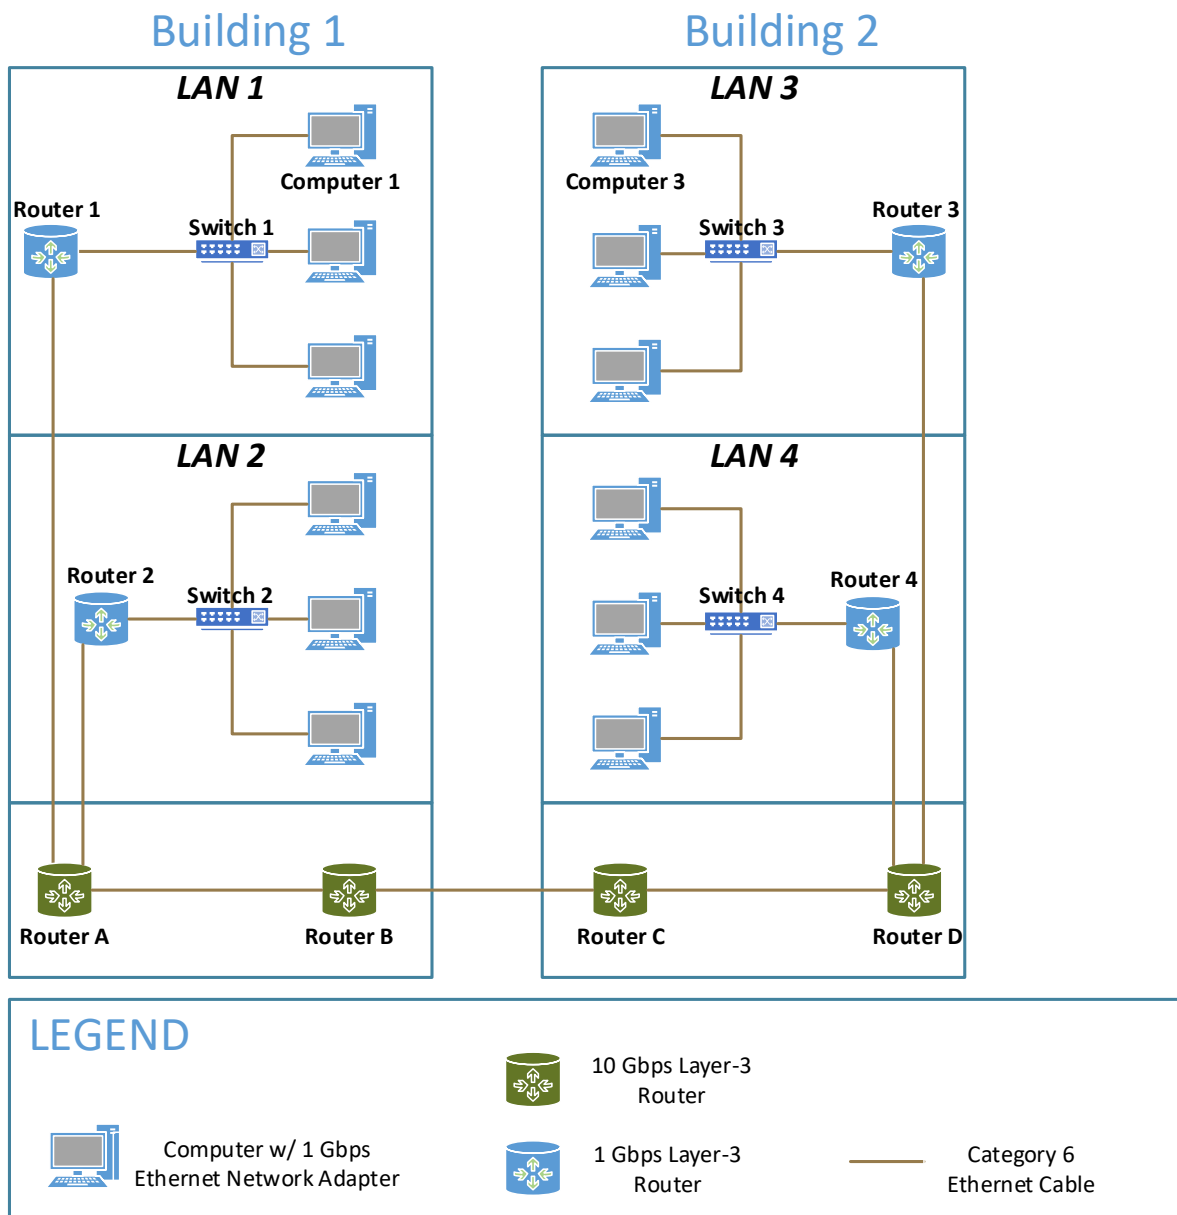 Building 1
Building 2
LAN 1
LAN 3
Computer 1
Computer 3
Router 1
Switch 1
Switch 3
Router 3
LAN 2
LAN 4
Router 2
Switch 2
Switch 4
Router 4
Router A
Router B
Router C
Router D
LEGEND
10 Gbps Layer-3
Router
Computer w/ 1 Gbps
Ethernet Network Adapter
1 Gbps Layer-3
Router
Category 6
Ethernet Cable